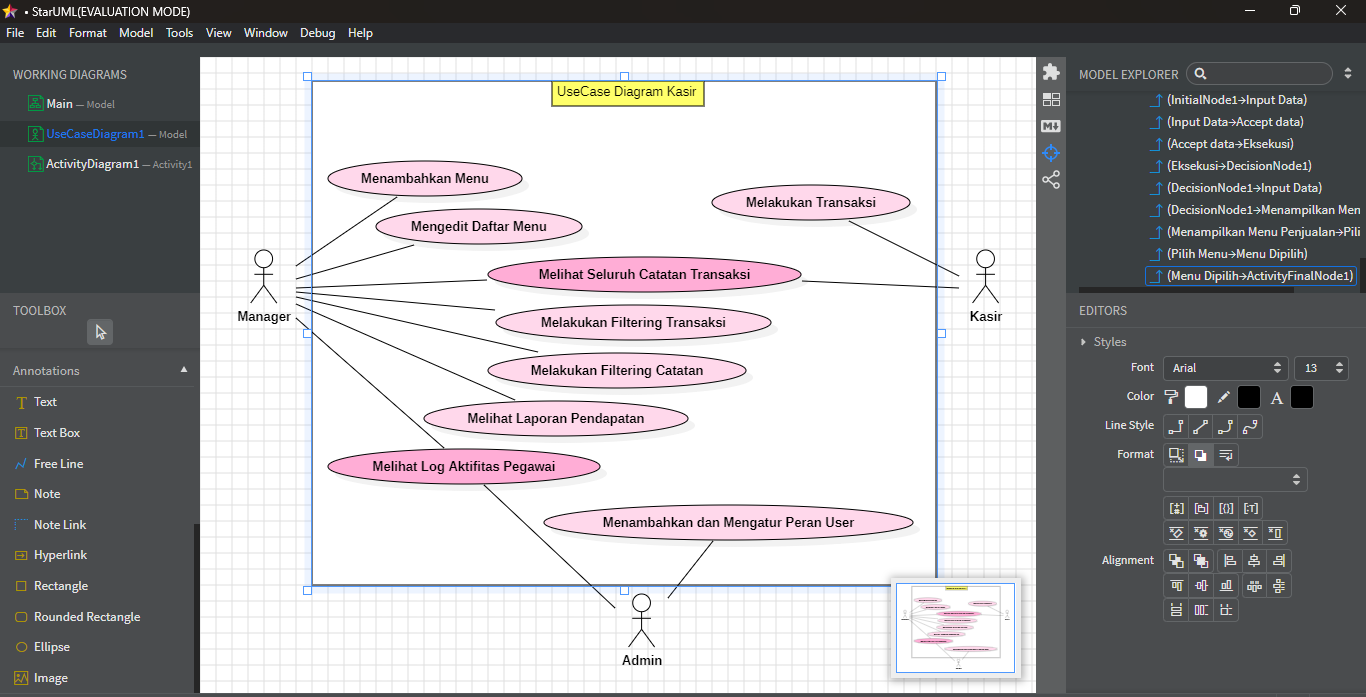 • StarUML(EVALUATION MODE)
File Edit Format Model Tools View Window Debug Help
WORKING DIAGRAMS
Main — Model
UseCaseDiagram1 — Model
ActivityDiagram1 — Activity1
TOOLBOX
Annotations
Text
Text Box
Free Line
Note
Note Link
Hyperlink
Rectangle
Rounded Rectangle
Ellipse
Image
UseCase Diagram Kasir
Menambahkan Menu
Melakukan Transaksi
Mengedit Daftar Menu
Melihat Seluruh Catatan Transaksi
Manager
Kasir
Melakukan Filtering Transaksi
Melakukan Filtering Catatan
Melihat Laporan Pendapatan
Melihat Log Aktifitas Pegawai
Menambahkan dan Mengatur Peran User
Admin
MODEL EXPLORER
(InitialNode1→Input Data)
(Input Data→Accept data)
(Accept data→Eksekusi)
(Eksekusi→DecisionNode1)
(DecisionNode1→Input Data)
(DecisionNode1→Menampilkan Men
(Menampilkan Menu Penjualan→Pili
(Pilih Menu→Menu Dipilih)
(Menu Dipilih→ActivityFinalNode1)
EDITORS
Styles
Font Arial 13
Color A
Line Style
Format
Alignment